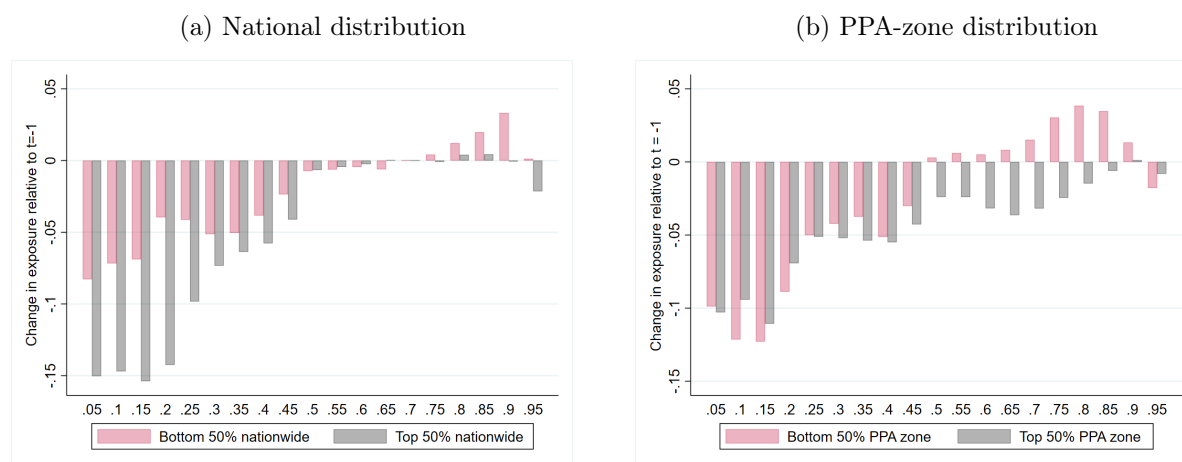 (a) National distribution
Change in exposure relative to t=-1
.05
0
-.05
-.1
-.15
.05 .1 .15 .2 .25 .3 .35 .4 .45 .5 .55 .6 .65 .7 .75 .8 .85 .9 .95
Bottom 50% nationwide Top 50% nationwide
(b) PPA-zone distribution
Change in exposure relative to t = -1
.05
0
-.05
-.1
-.15
.05 .1 .15 .2 .25 .3 .35 .4 .45 .5 .55 .6 .65 .7 .75 .8 .85 .9 .95
Bottom 50% PPA zone Top 50% PPA zone